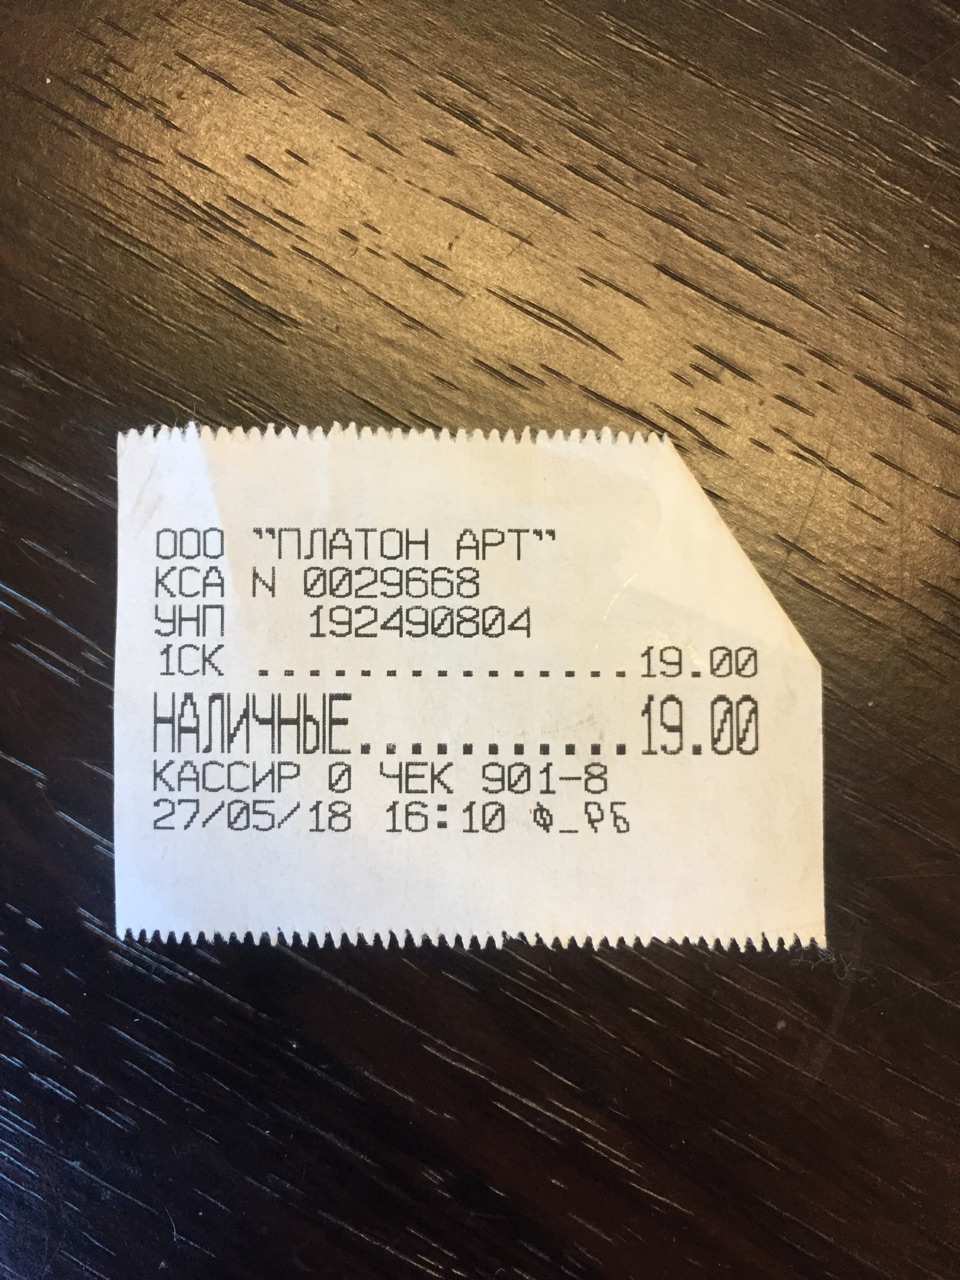 ООО "ПЛАТОН АРТ"
КСА N 0029668
УНП 192490804
1СК ...............19.00
НАЛИЧНЫЕ...........19.00
КАССИР 0 ЧЕК 901-8
27/05/18 16:10